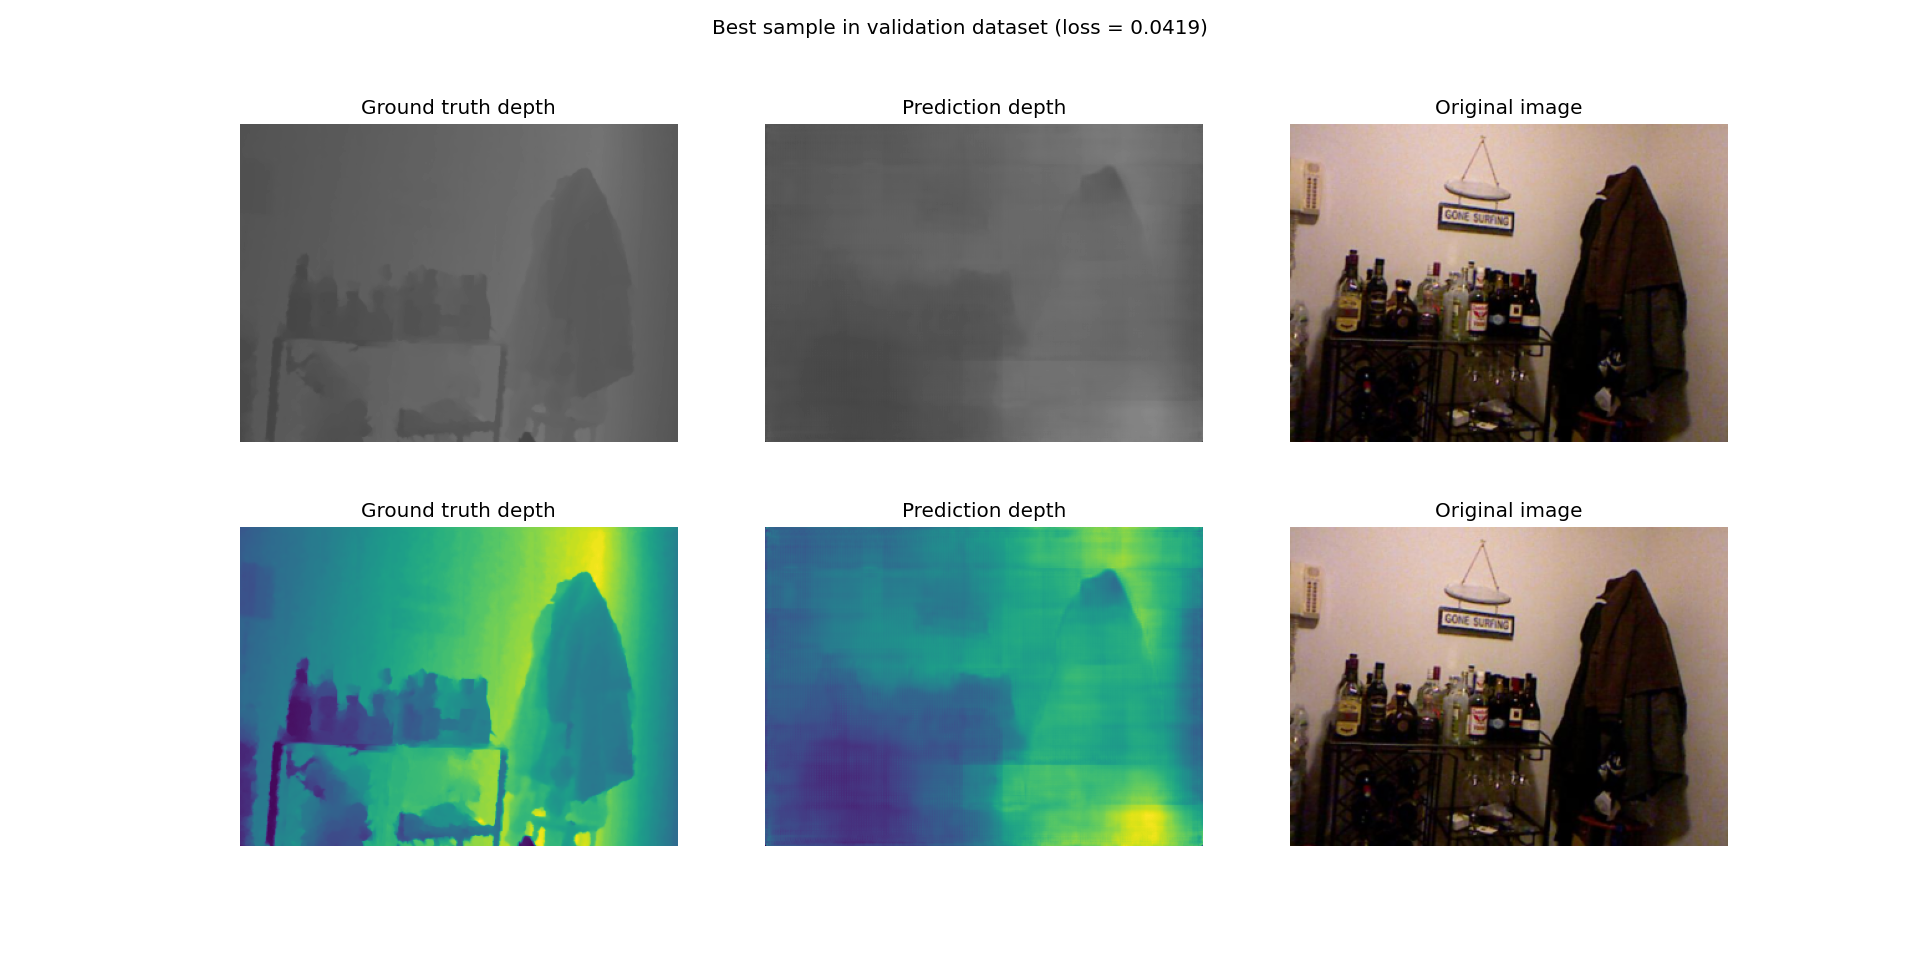 Best sample in validation dataset (loss = 0.0419)
Ground truth depth
Prediction depth
Original image
GONE SURFING
Ground truth depth
Prediction depth
Original image
GONE SURFING